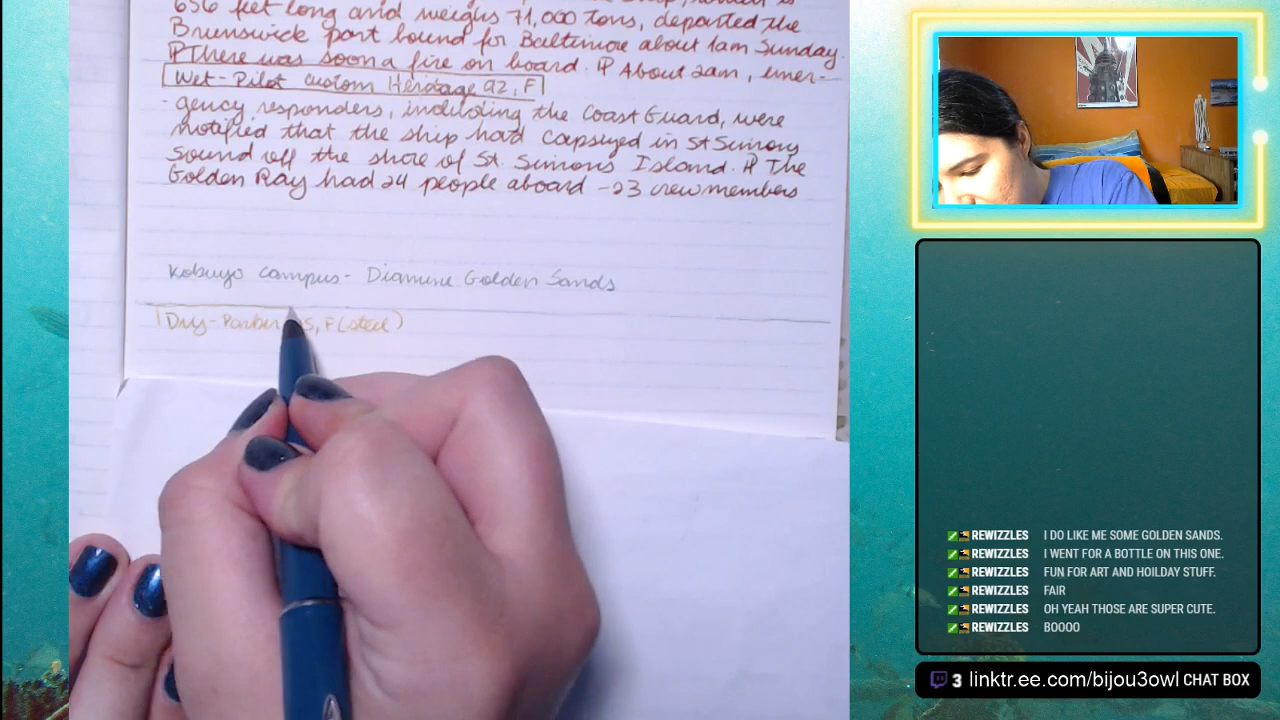 656 feet long and weighs 71,000 tons, departed the
Brunswick port bound for Baltimore about 1am Sunday.
¶There was soon a fire on board. ¶ About 2am, emer-
Wet-Pilot Custom Heritage 92, F
gency responders, including the Coast Guard, were
notified that the ship had capsyed in St Simons
Sound off the shore of St. Simons Island. ¶ The
Golden Ray had 24 people aboard - 23 crewmembers
Kobuyo Campus - Diamine Golden Sands
Dry- F (steel)
REWIZZLES I DO LIKE ME SOME GOLDEN SANDS.
REWIZZLES I WENT FOR A BOTTLE ON THIS ONE.
REWIZZLES FUN FOR ART AND HOILDAY STUFF.
REWIZZLES FAIR
REWIZZLES OH YEAH THOSE ARE SUPER CUTE.
REWIZZLES BOOOO
3 linktr.ee.com/bijou3owl CHAT BOX